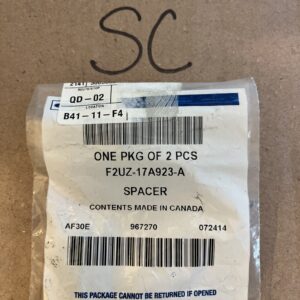 SC
QD-02
LOCATION
B41-11-F4
ONE PKG OF 2 PCS
F2UZ-17A923-A
SPACER
CONTENTS MADE IN CANADA
AF30E 967270 072414
THIS PACKAGE CANNOT BE RETURNED IF OPENED